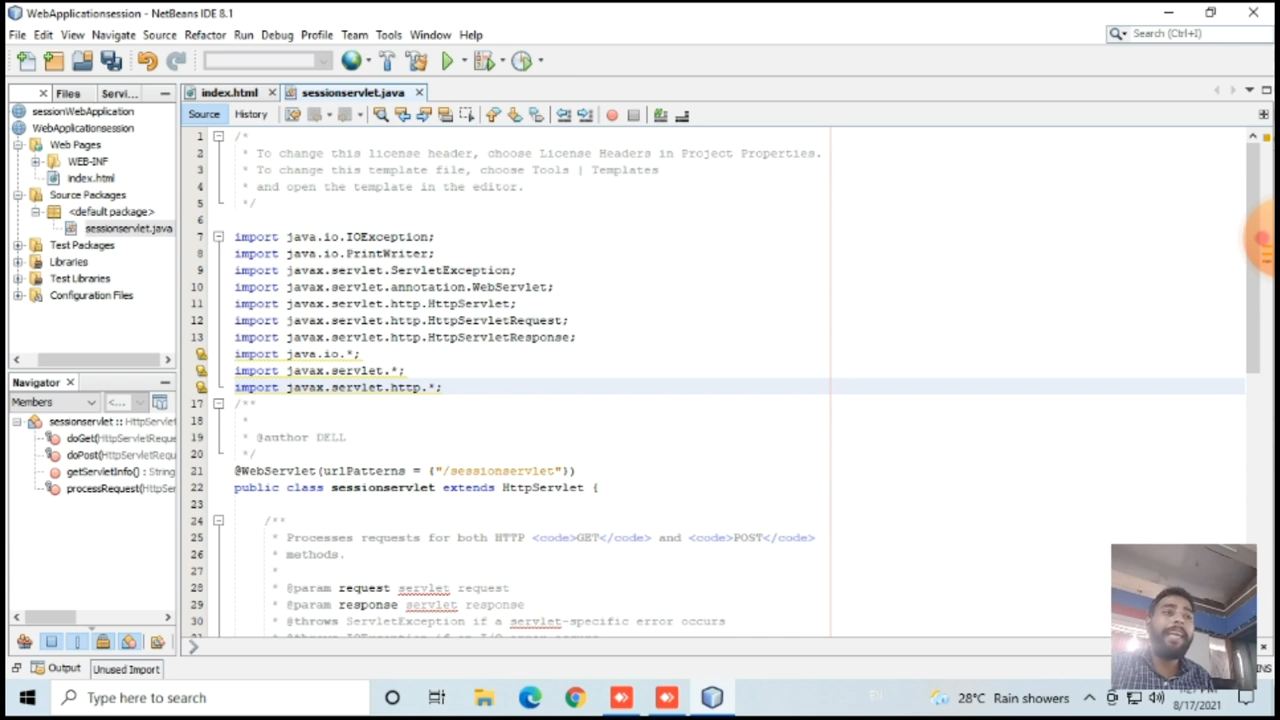 WebApplicationsession - NetBeans IDE 8.1
File Edit View Navigate Source Refactor Run Debug Profile Team Tools Window Help
Search (Ctrl+I)
Files Servi...
index.html sessionservlet.java
Source History
sessionWebApplication
WebApplicationsession
Web Pages
WEB-INF
index.html
Source Packages
<default package>
sessionservlet.java
Test Packages
Libraries
Test Libraries
Configuration Files
Navigator
Members <...
sessionservlet :: HttpServlet
doGet(HttpServletReque
doPost(HttpServletRequ
getServletInfo() : String
processRequest(HttpSer
1 /*
2 * To change this license header, choose License Headers in Project Properties.
3 * To change this template file, choose Tools | Templates
4 * and open the template in the editor.
5 */
6
7 import java.io.IOException;
8 import java.io.PrintWriter;
9 import javax.servlet.ServletException;
10 import javax.servlet.annotation.WebServlet;
11 import javax.servlet.http.HttpServlet;
12 import javax.servlet.http.HttpServletRequest;
13 import javax.servlet.http.HttpServletResponse;
import java.io.*;
import javax.servlet.*;
import javax.servlet.http.*;
17 /**
18 *
19 * @author DELL
20 */
21 @WebServlet(urlPatterns = {"/sessionservlet"})
22 public class sessionservlet extends HttpServlet {
23
24 /**
25 * Processes requests for both HTTP <code>GET</code> and <code>POST</code>
26 * methods.
27 *
28 * @param request servlet request
29 * @param response servlet response
30 * @throws ServletException if a servlet-specific error occurs
Output Unused Import
INS
Type here to search
EN
28°C Rain showers
8/17/2021